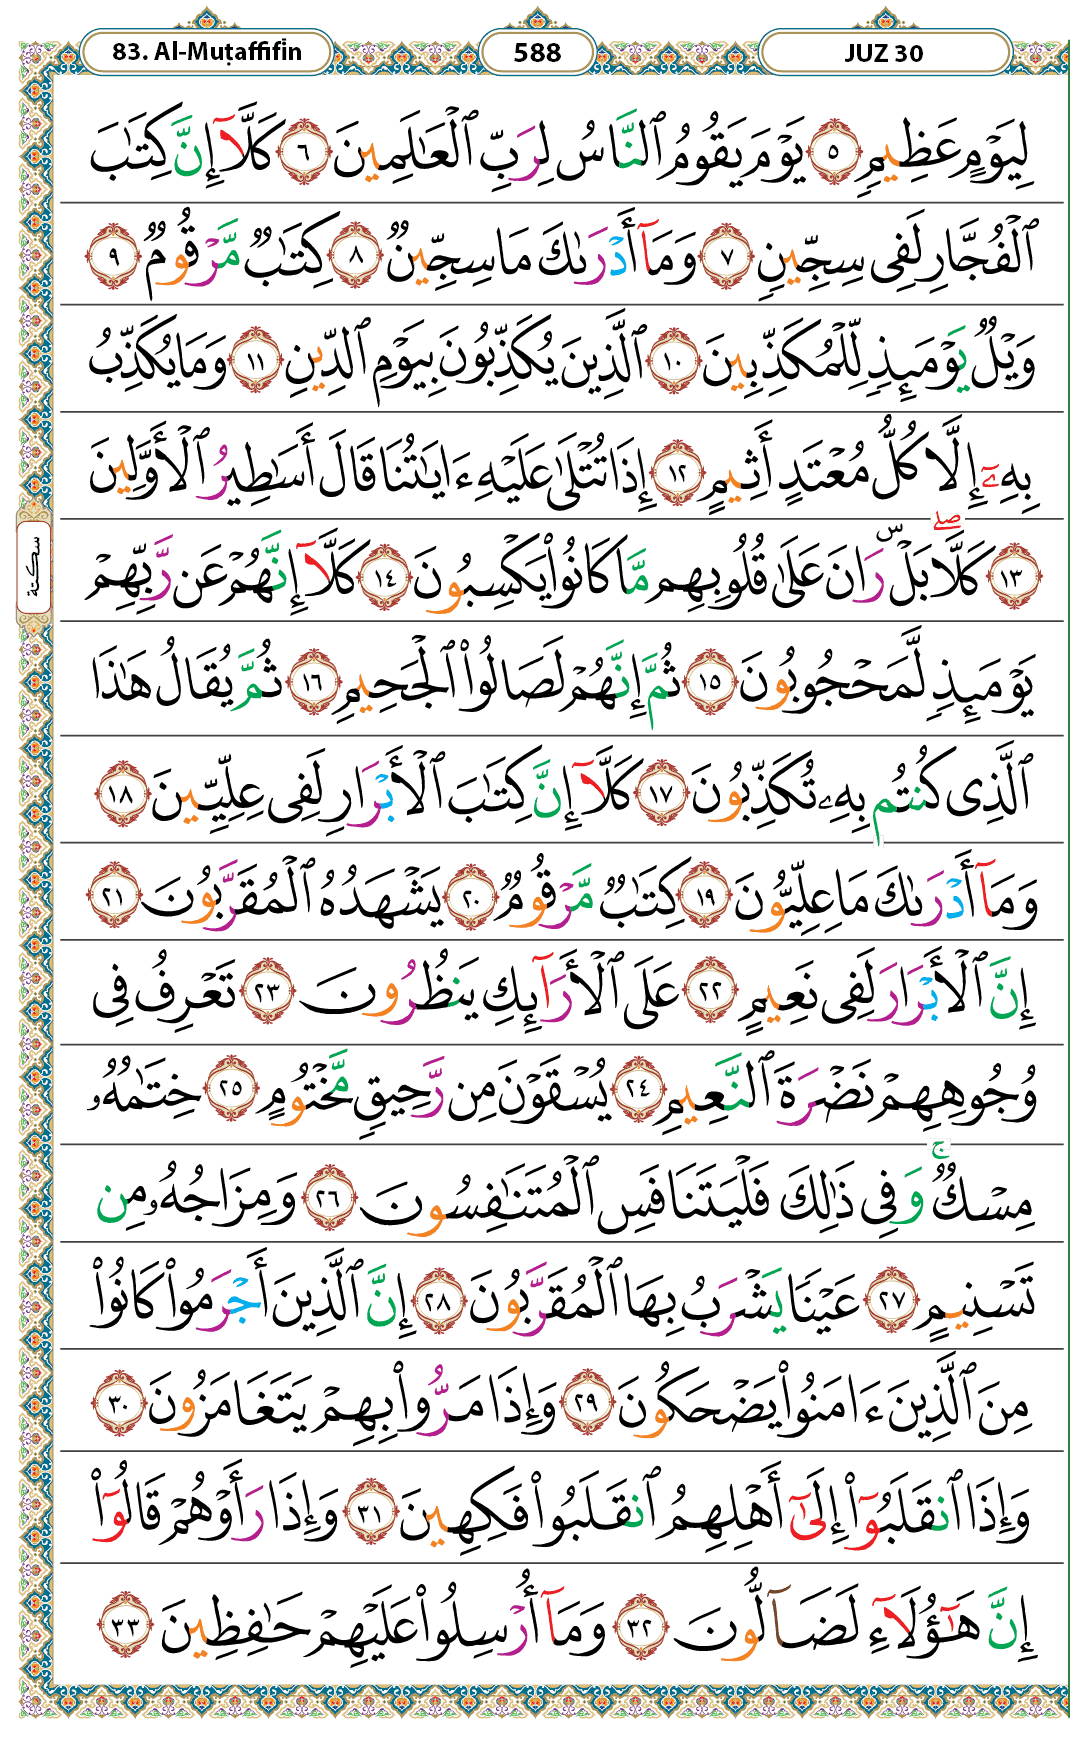 83. Al-Muṭaffifīn 588 JUZ 30
لِيَوْمٍ عَظِيمٍ ٥ يَوْمَ يَقُومُ ٱلنَّاسُ لِرَبِّ ٱلْعَٰلَمِينَ ٦ كَلَّآ إِنَّ كِتَٰبَ
ٱلْفُجَّارِ لَفِى سِجِّينٍ ٧ وَمَآ أَدْرَىٰكَ مَا سِجِّينٌ ٨ كِتَٰبٌ مَّرْقُومٌ ٩
وَيْلٌ يَوْمَئِذٍ لِّلْمُكَذِّبِينَ ١٠ ٱلَّذِينَ يُكَذِّبُونَ بِيَوْمِ ٱلدِّينِ ١١ وَمَا يُكَذِّبُ
بِهِۦٓ إِلَّا كُلُّ مُعْتَدٍ أَثِيمٍ ١٢ إِذَا تُتْلَىٰ عَلَيْهِ ءَايَٰتُنَا قَالَ أَسَٰطِيرُ ٱلْأَوَّلِينَ
١٣ كَلَّا ۖ بَلْ ۜ رَانَ عَلَىٰ قُلُوبِهِم مَّا كَانُوا۟ يَكْسِبُونَ ١٤ كَلَّآ إِنَّهُمْ عَن رَّبِّهِمْ
سكتة
يَوْمَئِذٍ لَّمَحْجُوبُونَ ١٥ ثُمَّ إِنَّهُمْ لَصَالُوا۟ ٱلْجَحِيمِ ١٦ ثُمَّ يُقَالُ هَٰذَا
ٱلَّذِى كُنتُم بِهِۦ تُكَذِّبُونَ ١٧ كَلَّآ إِنَّ كِتَٰبَ ٱلْأَبْرَارِ لَفِى عِلِّيِّينَ ١٨
وَمَآ أَدْرَىٰكَ مَا عِلِّيُّونَ ١٩ كِتَٰبٌ مَّرْقُومٌ ٢٠ يَشْهَدُهُ ٱلْمُقَرَّبُونَ ٢١
إِنَّ ٱلْأَبْرَارَ لَفِى نَعِيمٍ ٢٢ عَلَى ٱلْأَرَآئِكِ يَنظُرُونَ ٢٣ تَعْرِفُ فِى
وُجُوهِهِمْ نَضْرَةَ ٱلنَّعِيمِ ٢٤ يُسْقَوْنَ مِن رَّحِيقٍ مَّخْتُومٍ ٢٥ خِتَٰمُهُۥ
مِسْكٌ ۚ وَفِى ذَٰلِكَ فَلْيَتَنَافَسِ ٱلْمُتَنَٰفِسُونَ ٢٦ وَمِزَاجُهُۥ مِن
تَسْنِيمٍ ٢٧ عَيْنًا يَشْرَبُ بِهَا ٱلْمُقَرَّبُونَ ٢٨ إِنَّ ٱلَّذِينَ أَجْرَمُوا۟ كَانُوا۟
مِنَ ٱلَّذِينَ ءَامَنُوا۟ يَضْحَكُونَ ٢٩ وَإِذَا مَرُّوا۟ بِهِمْ يَتَغَامَزُونَ ٣٠
وَإِذَا ٱنقَلَبُوٓا۟ إِلَىٰٓ أَهْلِهِمُ ٱنقَلَبُوا۟ فَكِهِينَ ٣١ وَإِذَا رَأَوْهُمْ قَالُوٓا۟
إِنَّ هَٰٓؤُلَآءِ لَضَآلُّونَ ٣٢ وَمَآ أُرْسِلُوا۟ عَلَيْهِمْ حَٰفِظِينَ ٣٣